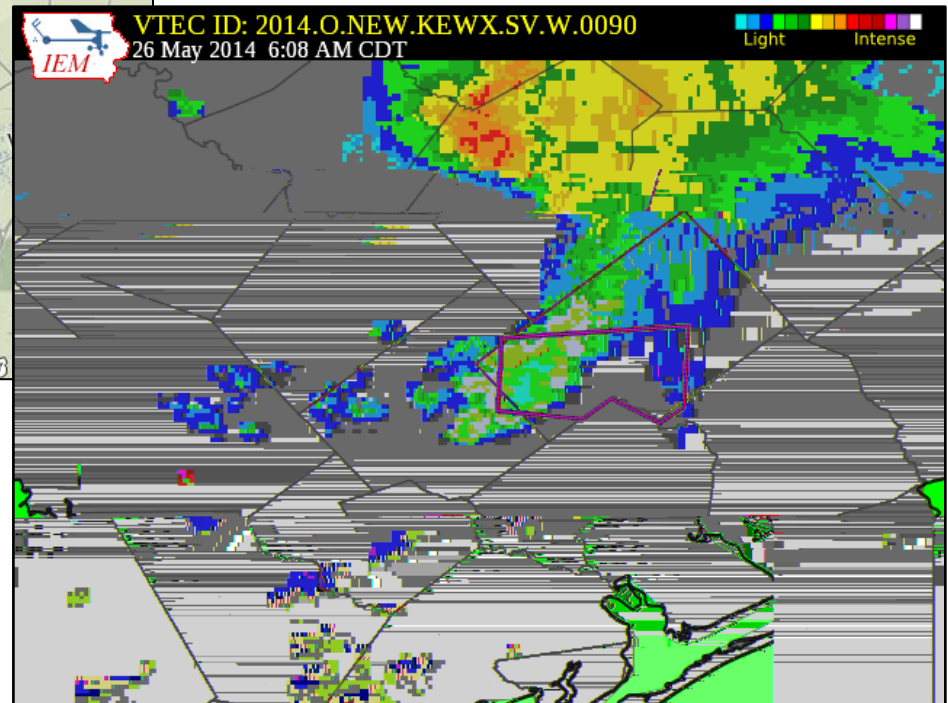 VTEC ID: 2014.O.NEW.KEWX.SV.W.0090
26 May 2014 6:08 AM CDT
IEM
Light Intense